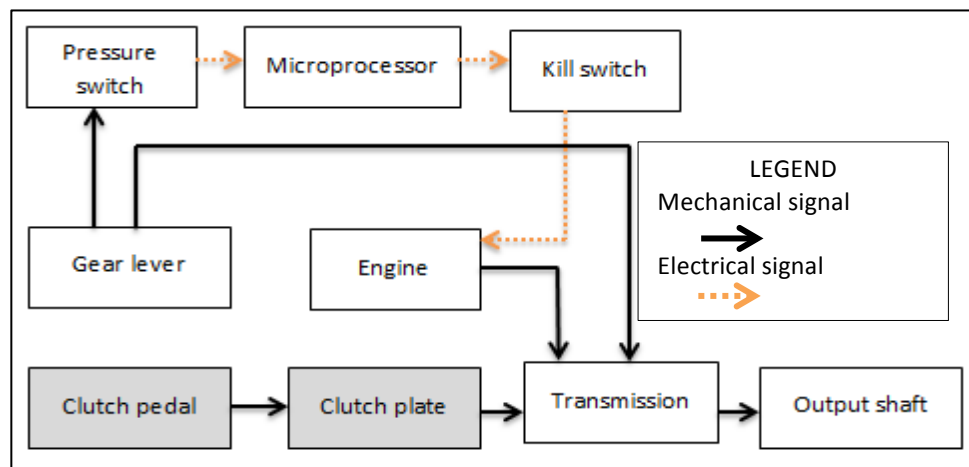 Pressure
switch
Microprocessor
Kill switch
LEGEND
Mechanical signal
Electrical signal
Gear lever
Engine
Clutch pedal
Clutch plate
Transmission
Output shaft